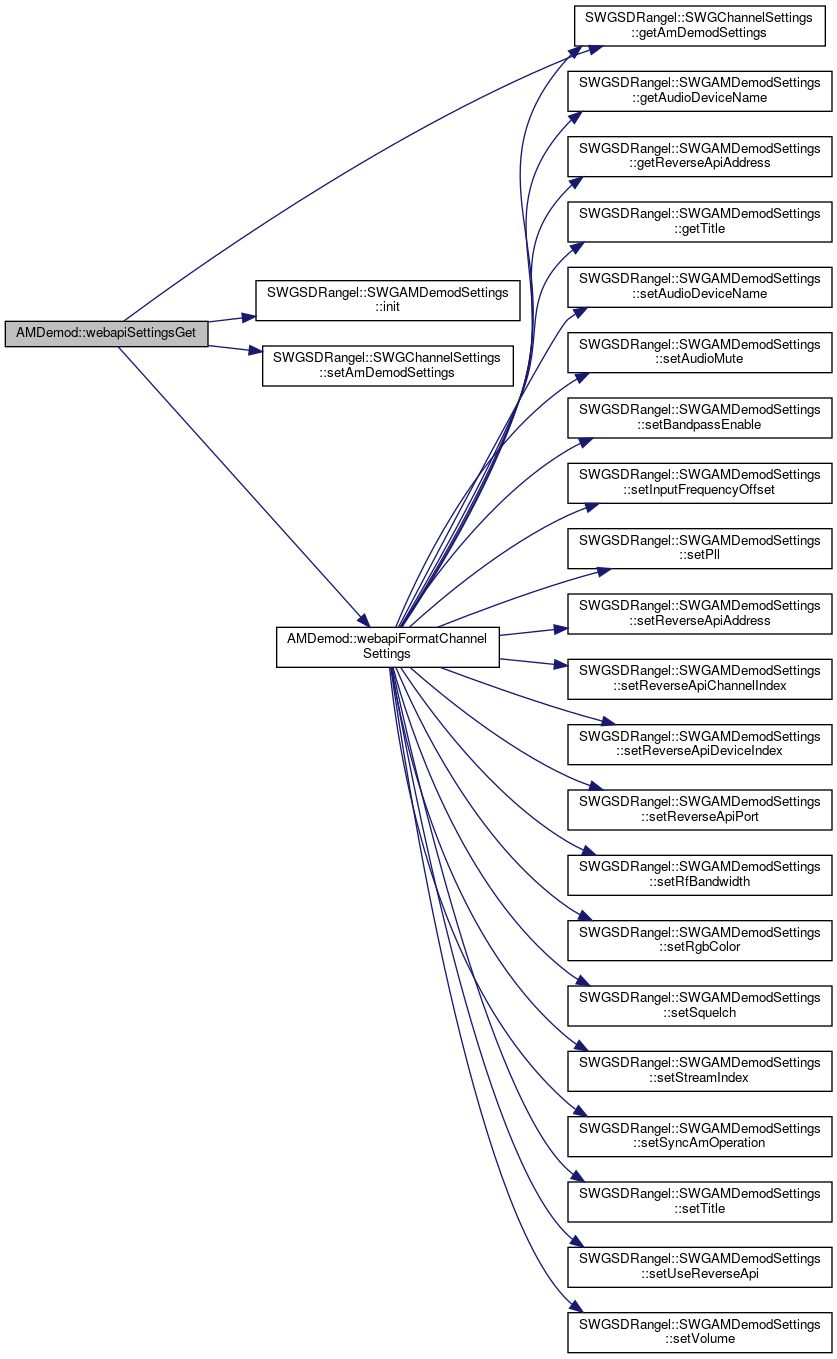 SWGSDRangel::SWGChannelSettings
::getAmDemodSettings
SWGSDRangel::SWGAMDemodSettings
::getAudioDeviceName
SWGSDRangel::SWGAMDemodSettings
::getReverseApiAddress
SWGSDRangel::SWGAMDemodSettings
::getTitle
SWGSDRangel::SWGAMDemodSettings
::setAudioDeviceName
SWGSDRangel::SWGAMDemodSettings
::init
AMDemod::webapiSettingsGet
SWGSDRangel::SWGChannelSettings
::setAmDemodSettings
SWGSDRangel::SWGAMDemodSettings
::setAudioMute
SWGSDRangel::SWGAMDemodSettings
::setBandpassEnable
SWGSDRangel::SWGAMDemodSettings
::setInputFrequencyOffset
SWGSDRangel::SWGAMDemodSettings
::setPll
SWGSDRangel::SWGAMDemodSettings
::setReverseApiAddress
AMDemod::webapiFormatChannel
Settings
SWGSDRangel::SWGAMDemodSettings
::setReverseApiChannelIndex
SWGSDRangel::SWGAMDemodSettings
::setReverseApiDeviceIndex
SWGSDRangel::SWGAMDemodSettings
::setReverseApiPort
SWGSDRangel::SWGAMDemodSettings
::setRfBandwidth
SWGSDRangel::SWGAMDemodSettings
::setRgbColor
SWGSDRangel::SWGAMDemodSettings
::setSquelch
SWGSDRangel::SWGAMDemodSettings
::setStreamIndex
SWGSDRangel::SWGAMDemodSettings
::setSyncAmOperation
SWGSDRangel::SWGAMDemodSettings
::setTitle
SWGSDRangel::SWGAMDemodSettings
::setUseReverseApi
SWGSDRangel::SWGAMDemodSettings
::setVolume